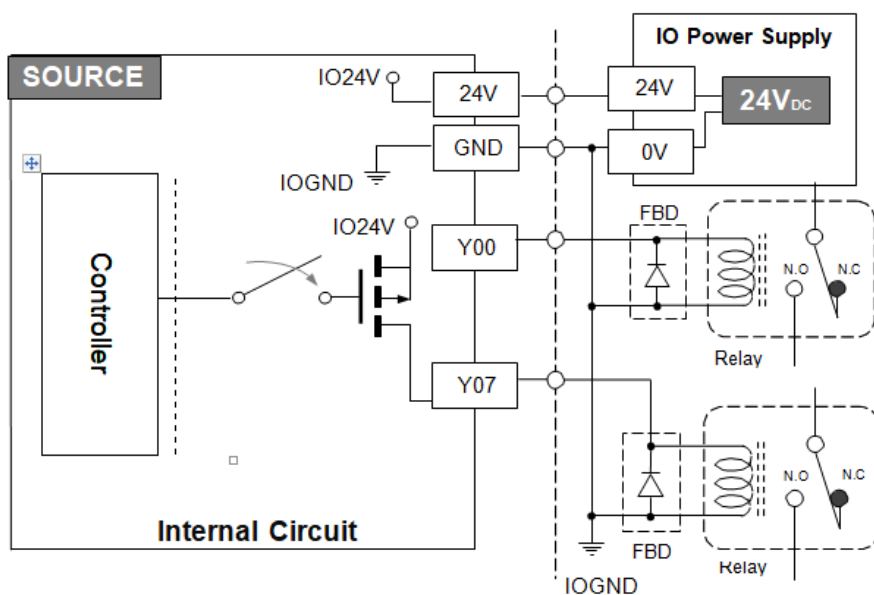 IO Power Supply
SOURCE
IO24V
24V
24V
24VDC
GND
0V
IOGND
FBD
IO24V
Y00
N.O
N.C
Controller
Relay
Y07
N.O
N.C
Internal Circuit
FBD
Relay
IOGND